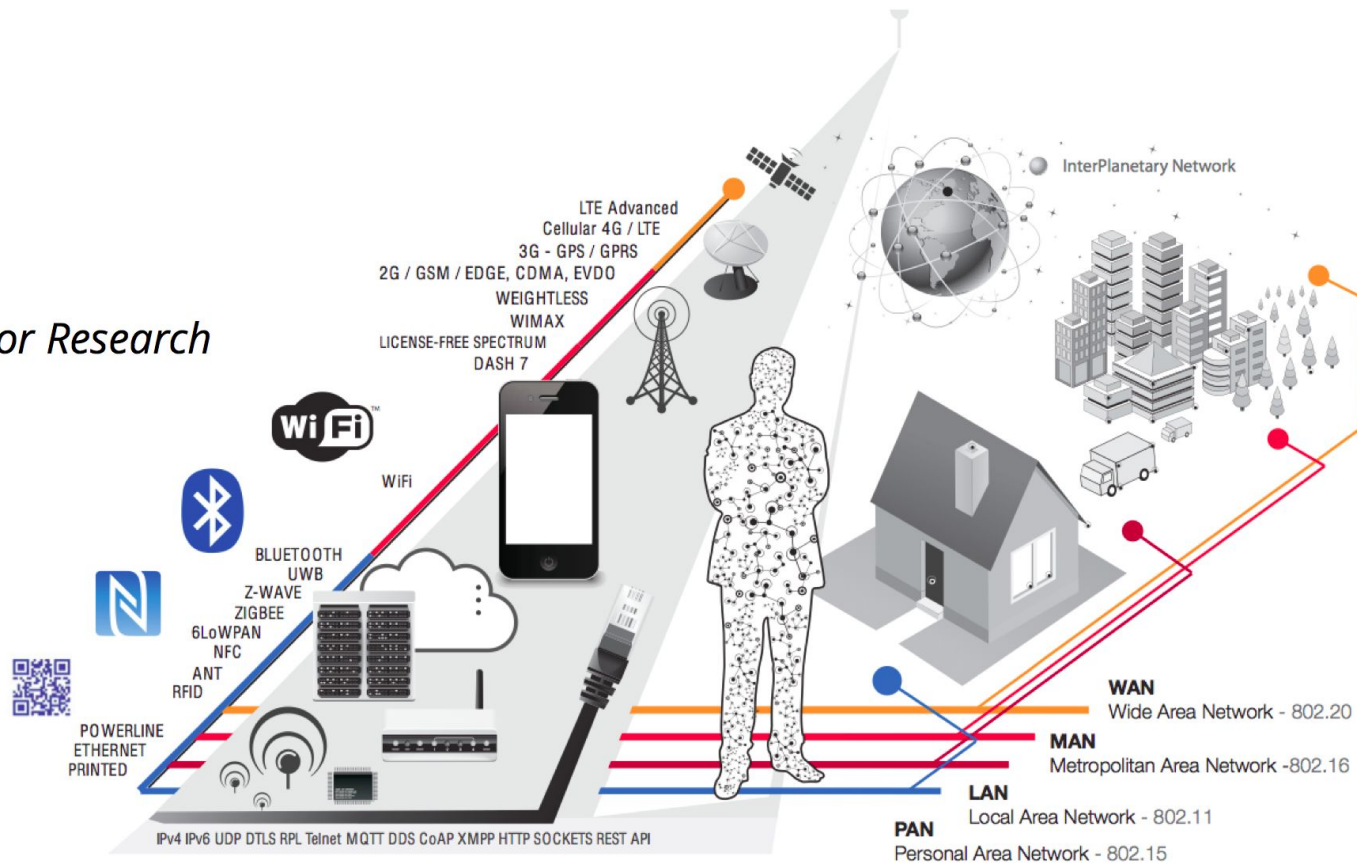 or Research
InterPlanetary Network
LTE Advanced
Cellular 4G / LTE
3G - GPS / GPRS
2G / GSM / EDGE, CDMA, EVDO
WEIGHTLESS
WIMAX
LICENSE-FREE SPECTRUM
DASH 7
WiFi™
WiFi
BLUETOOTH
UWB
Z-WAVE
ZIGBEE
6LoWPAN
NFC
ANT
RFID
POWERLINE
ETHERNET
PRINTED
WAN
Wide Area Network - 802.20
MAN
Metropolitan Area Network -802.16
LAN
Local Area Network - 802.11
PAN
Personal Area Network - 802.15
IPv4 IPv6 UDP DTLS RPL Telnet MQTT DDS CoAP XMPP HTTP SOCKETS REST API